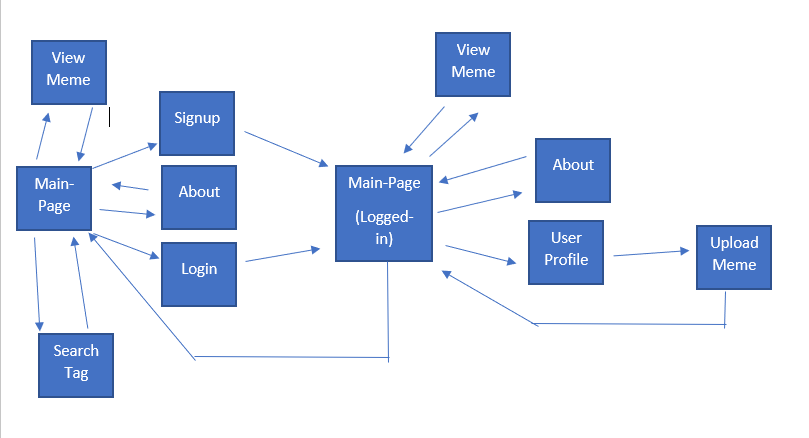 View
Meme
Signup
Main-
Page
About
Login
Search
Tag
View
Meme
Main-Page
(Logged-
in)
About
User
Profile
Upload
Meme